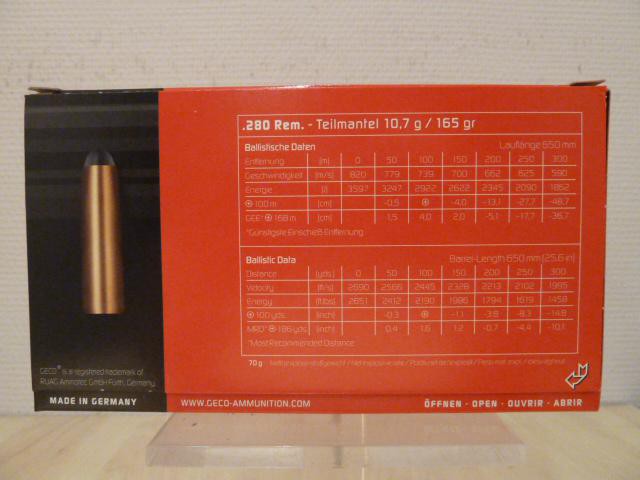 .280 Rem. - Teilmantel 10,7 g / 165 gr
Ballistische Daten Lauflänge 650 mm
Entfernung [m] 0 50 100 150 200 250 300
Geschwindigkeit [m/s] 820 779 739 700 662 625 590
Energie [J] 3597 3247 2922 2622 2345 2090 1862
⊕ 100 m [cm] -0,5 ⊕ -4,0 -13,1 -27,7 -48,7
GEE* ⊕ 168 m [cm] 1,5 4,0 2,0 -5,1 -17,7 -36,7
*Günstigste Einschieß Entfernung
Ballistic Data Barrel-Length 650 mm (25.6 in)
Distance [yds.] 0 50 100 150 200 250 300
Velocity [ft/s] 2690 2566 2445 2328 2213 2102 1995
Energy [ft.lbs] 2651 2412 2190 1986 1794 1619 1458
⊕ 100 yds. [inch] -0.3 ⊕ -1.1 -3.8 -8.3 -14.8
MRD* ⊕ 186 yds. [inch] 0.4 1.6 1.2 -0.7 -4.4 -10.1
*Most Recommended Distance
70 g
GECO® is a registered trademark of
RUAG Ammotec GmbH Fürth, Germany
MADE IN GERMANY WWW.GECO-AMMUNITION.COM ÖFFNEN - OPEN - OUVRIR - ABRIR